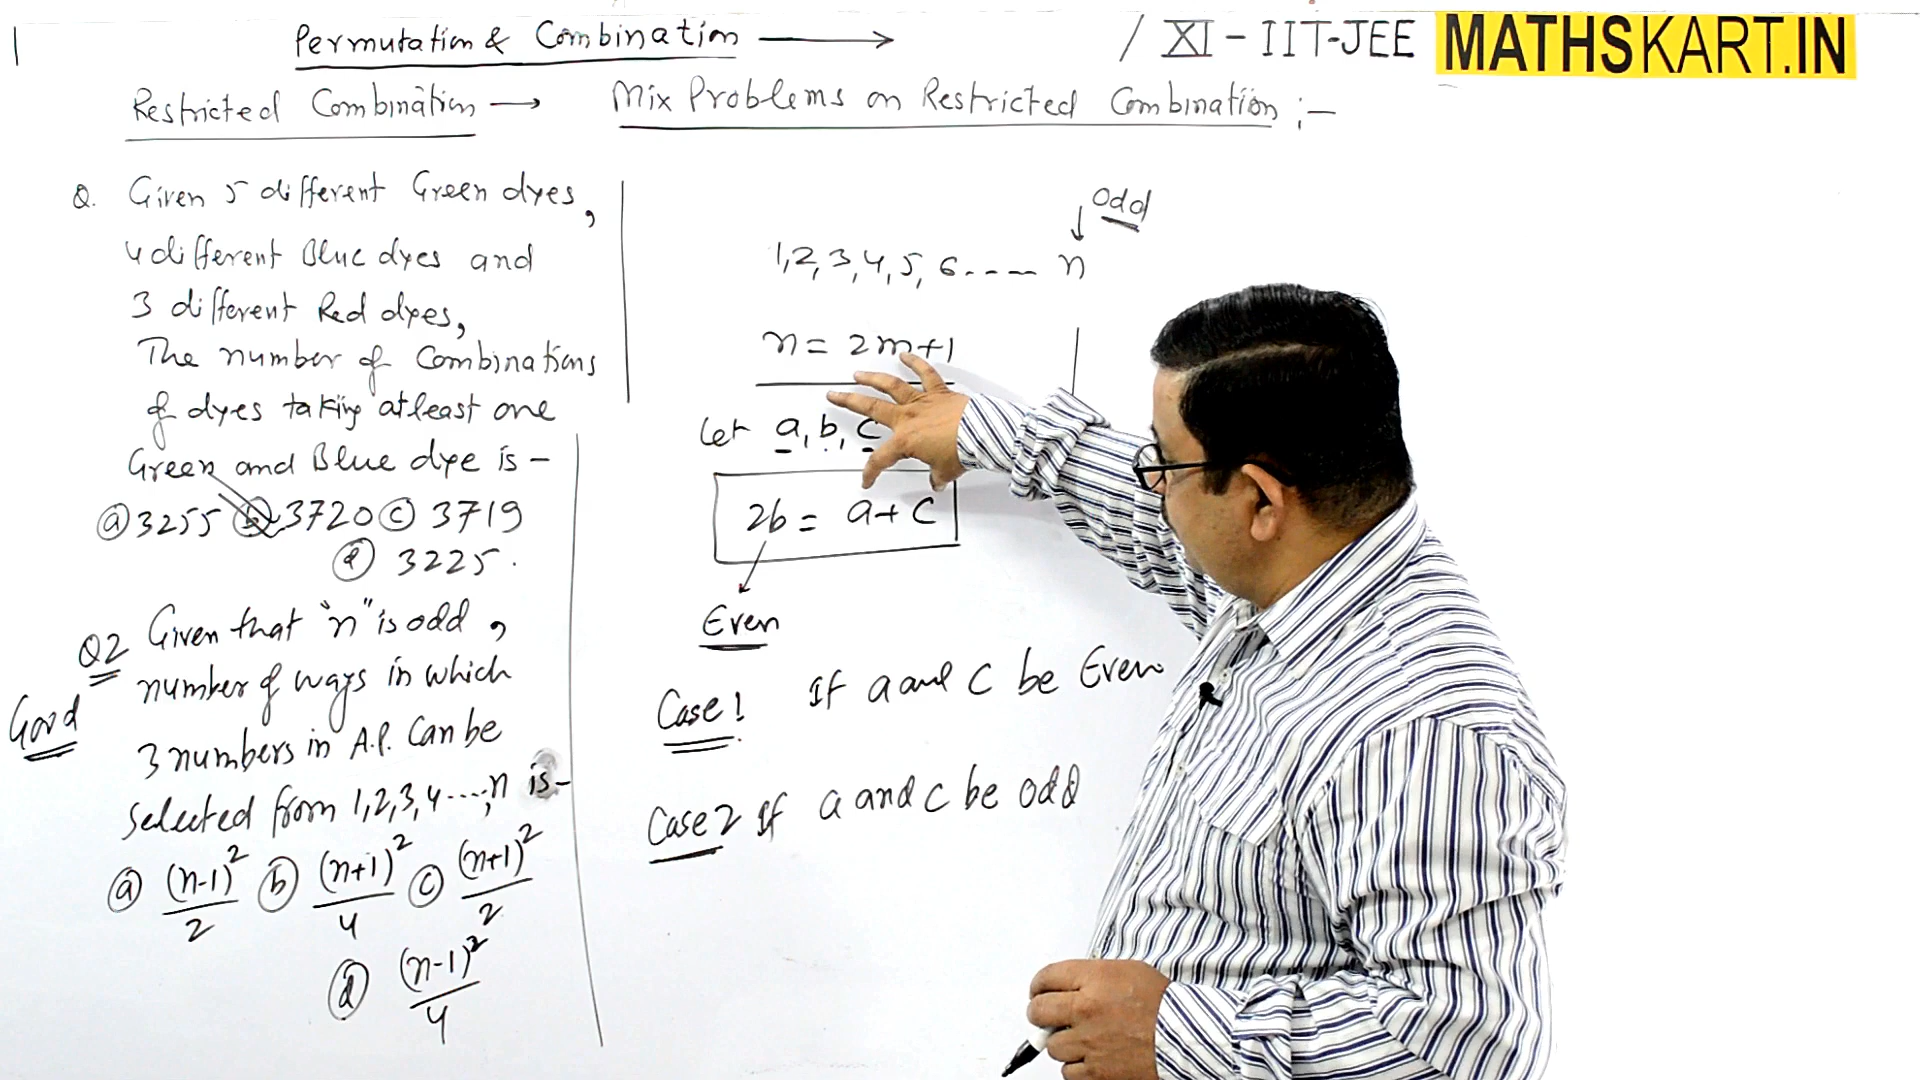 Permutation & Combination → / XI - IIT-JEE MATHSKART.IN
Restricted Combination → Mix Problems on Restricted Combination :-
Q. Given 5 different Green dyes,
4 different Blue dyes and
3 different Red dyes,
The number of Combinations
of dyes taking atleast one
Green and Blue dye is -
(a) 3255 (b) 3720 (c) 3719
(d) 3225.
Q2 Given that "n" is odd,
number of ways in which
3 numbers in A.P. Can be
selected from 1,2,3,4....,n is -
Good
(a) (n-1)²/2 (b) (n+1)²/4 (c) (n+1)²/2
(d) (n-1)²/4
odd
↓
1,2,3,4,5,6.---- n
n = 2m+1
Let a, b, c
2b = a + c
Even
Case 1 If a and c be Even
Case 2 If a and c be odd